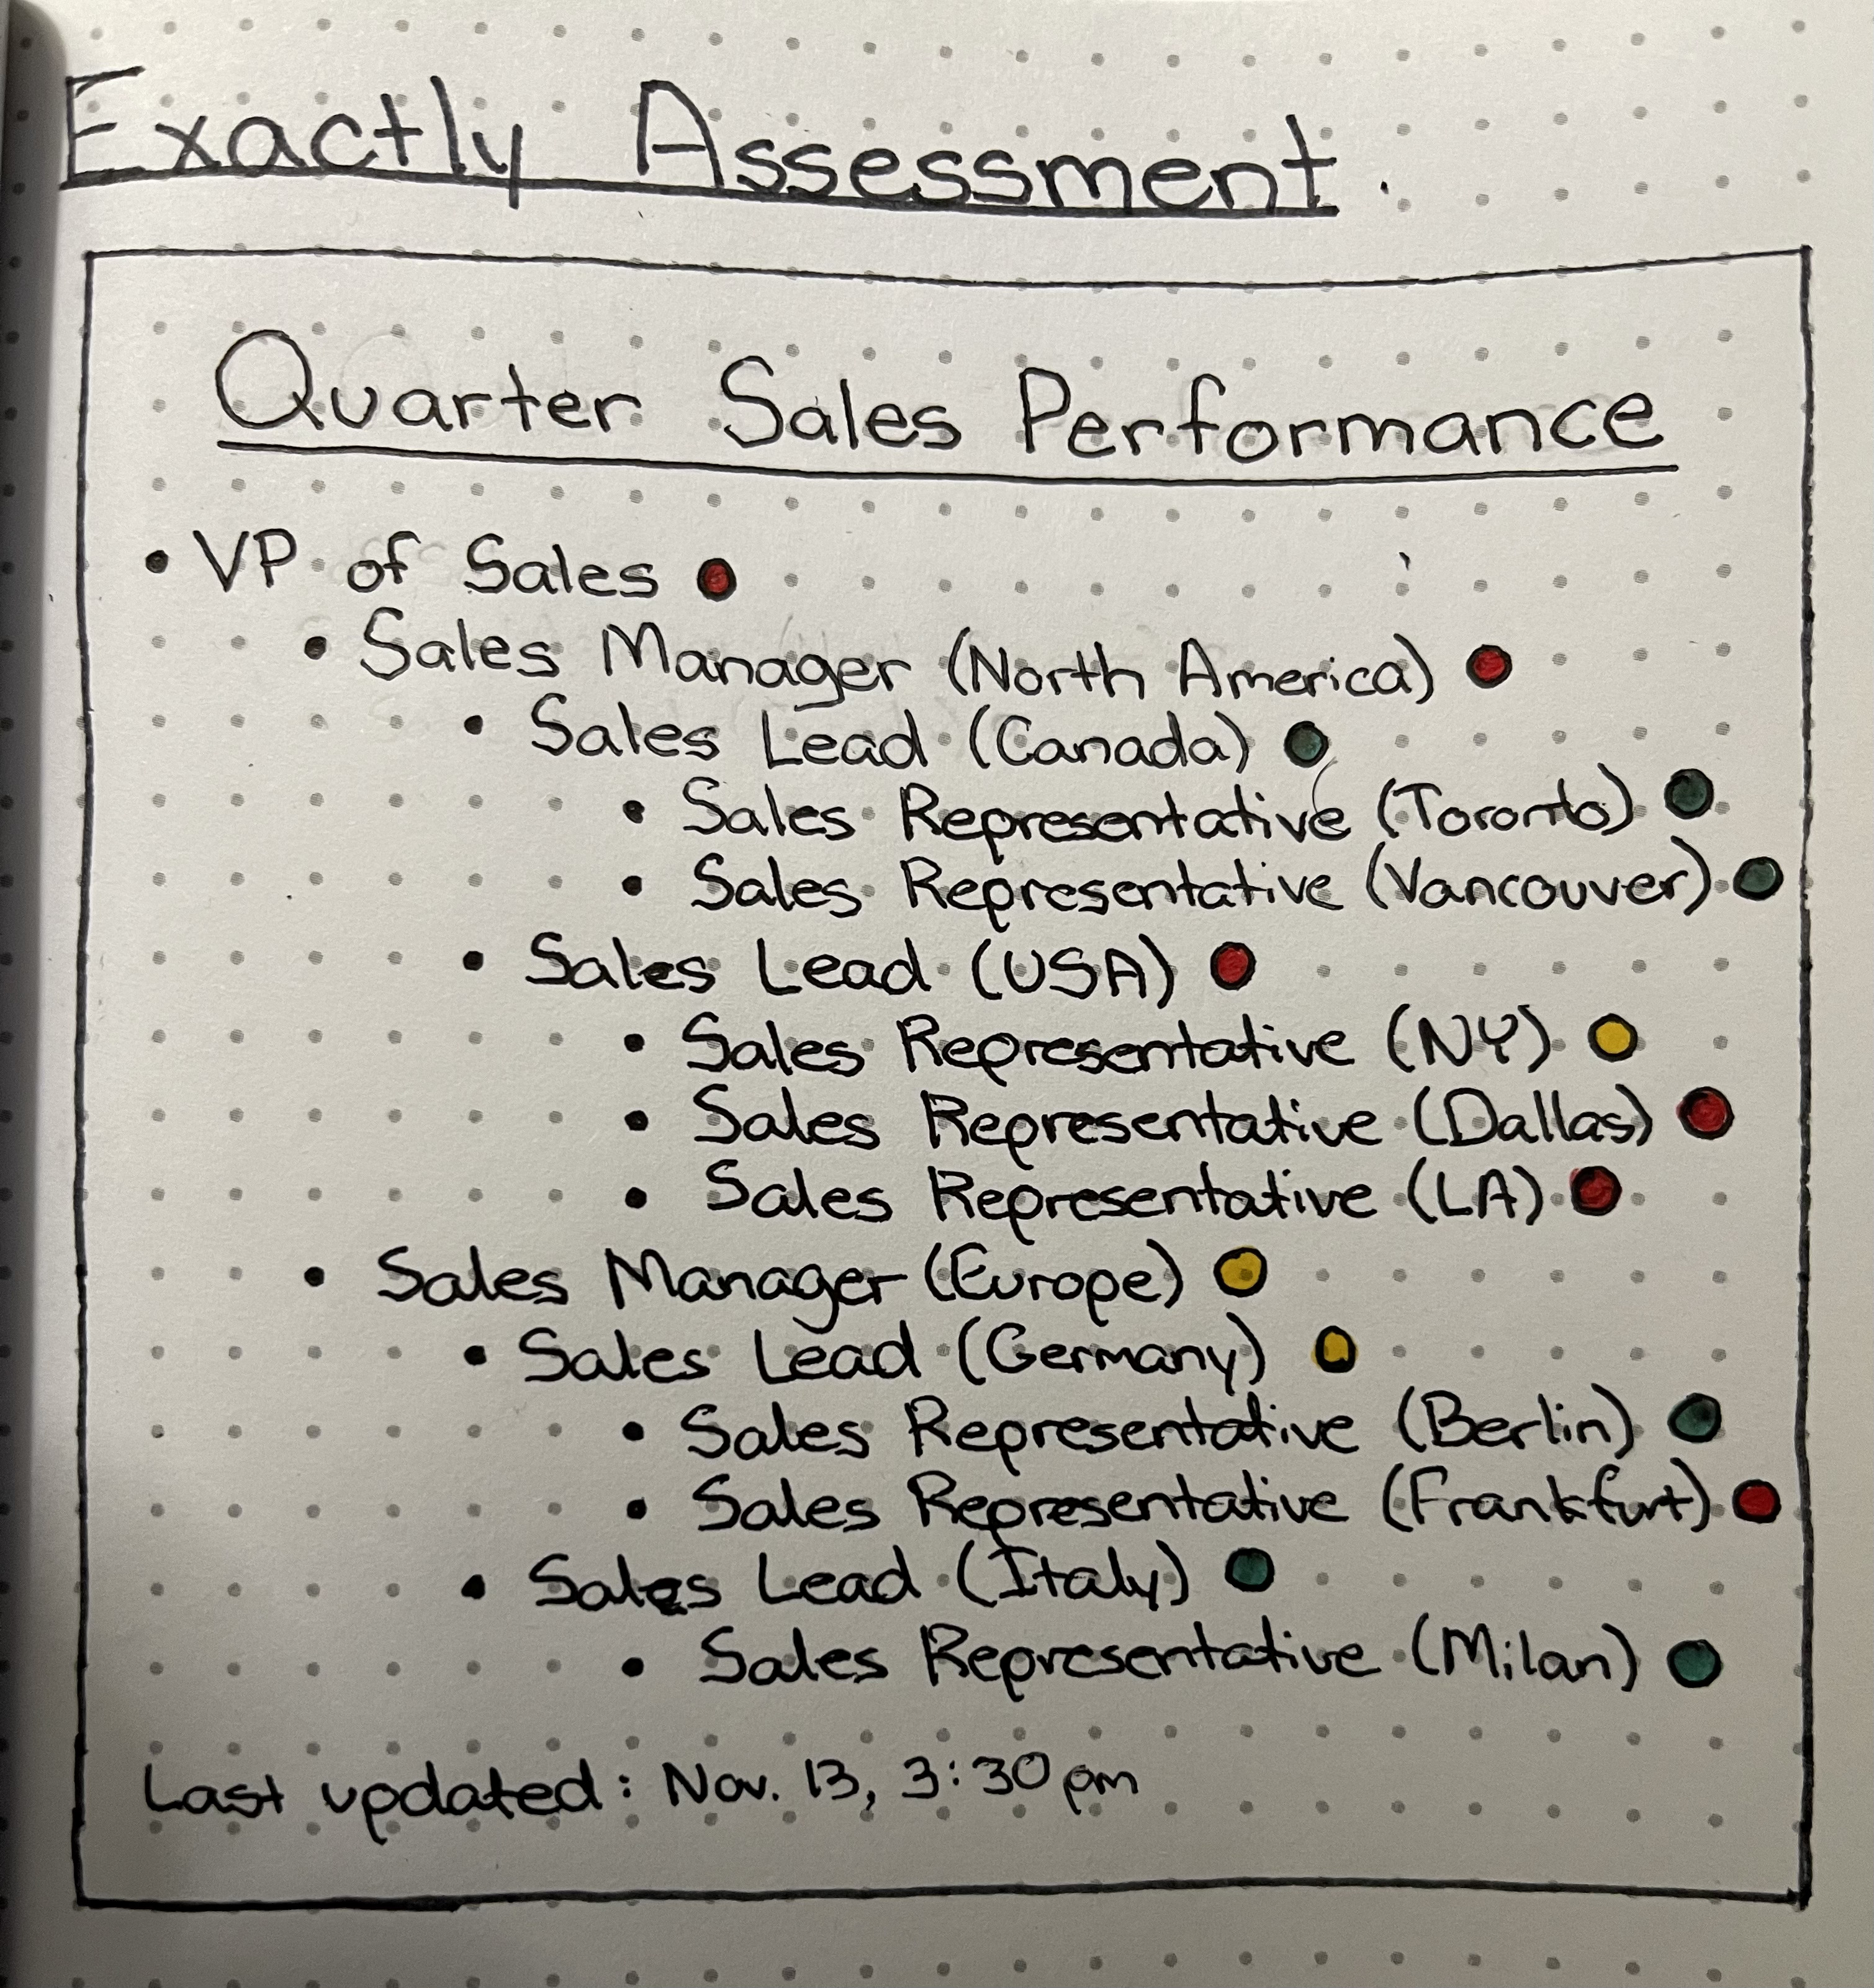 Exactly Assessment.
Quarter Sales Performance
• VP of Sales
• Sales Manager (North America)
• Sales Lead (Canada)
• Sales Representative (Toronto)
• Sales Representative (Vancouver)
• Sales Lead (USA)
• Sales Representative (NY)
• Sales Representative (Dallas)
• Sales Representative (LA)
• Sales Manager (Europe)
• Sales Lead (Germany)
• Sales Representative (Berlin)
• Sales Representative (Frankfurt)
• Sales Lead (Italy)
• Sales Representative (Milan)
Last updated: Nov. 13, 3:30pm